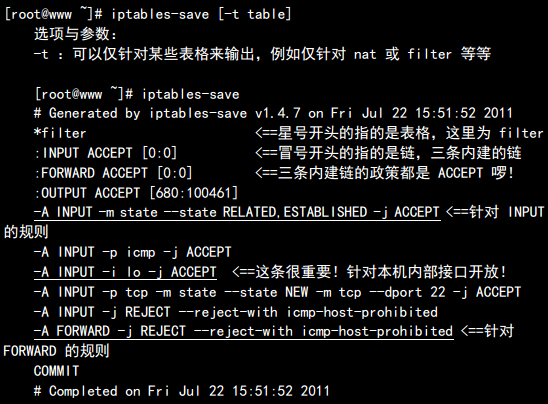 [root@www ~]# iptables-save [-t table]
选项与参数：
-t ：可以仅针对某些表格来输出，例如仅针对 nat 或 filter 等等
[root@www ~]# iptables-save
# Generated by iptables-save v1.4.7 on Fri Jul 22 15:51:52 2011
*filter <==星号开头的指的是表格，这里为 filter
:INPUT ACCEPT [0:0] <==冒号开头的指的是链，三条内建的链
:FORWARD ACCEPT [0:0] <==三条内建链的政策都是 ACCEPT 啰！
:OUTPUT ACCEPT [680:100461]
-A INPUT -m state --state RELATED,ESTABLISHED -j ACCEPT <==针对 INPUT
的规则
-A INPUT -p icmp -j ACCEPT
-A INPUT -i lo -j ACCEPT <==这条很重要！针对本机内部接口开放！
-A INPUT -p tcp -m state --state NEW -m tcp --dport 22 -j ACCEPT
-A INPUT -j REJECT --reject-with icmp-host-prohibited
-A FORWARD -j REJECT --reject-with icmp-host-prohibited <==针对
FORWARD 的规则
COMMIT
# Completed on Fri Jul 22 15:51:52 2011